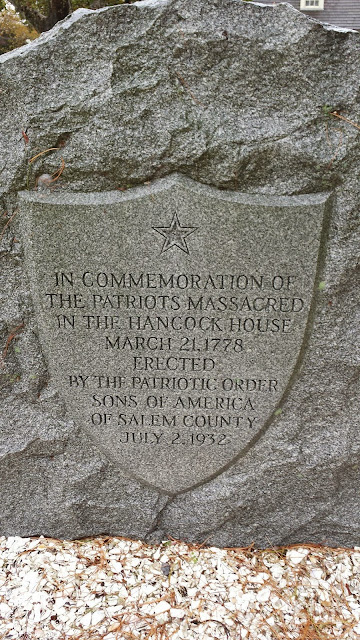 IN COMMEMORATION OF
THE PATRIOTS MASSACRED
IN THE HANCOCK HOUSE
MARCH 21, 1778
ERECTED
BY THE PATRIOTIC ORDER
SONS OF AMERICA
OF SALEM COUNTY
JULY 2, 1932